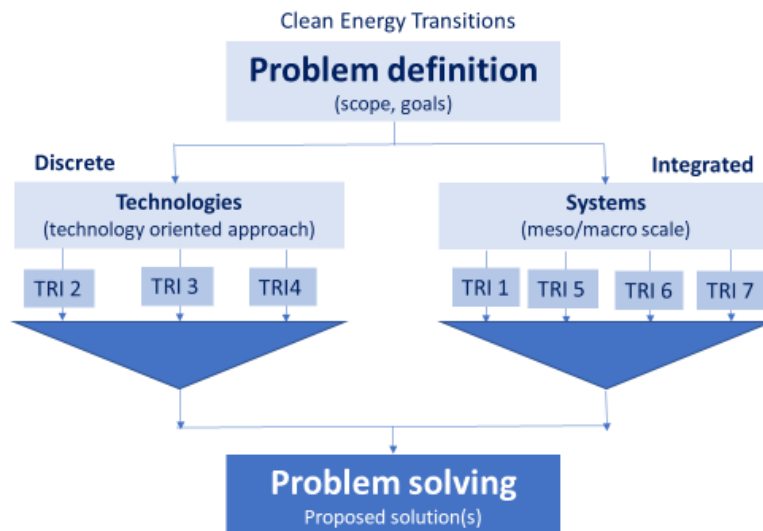 Clean Energy Transitions
Problem definition
(scope, goals)
Discrete
Integrated
Technologies
(technology oriented approach)
Systems
(meso/macro scale)
TRI 2
TRI 3
TRI4
TRI 1
TRI 5
TRI 6
TRI 7
Problem solving
Proposed solution(s)